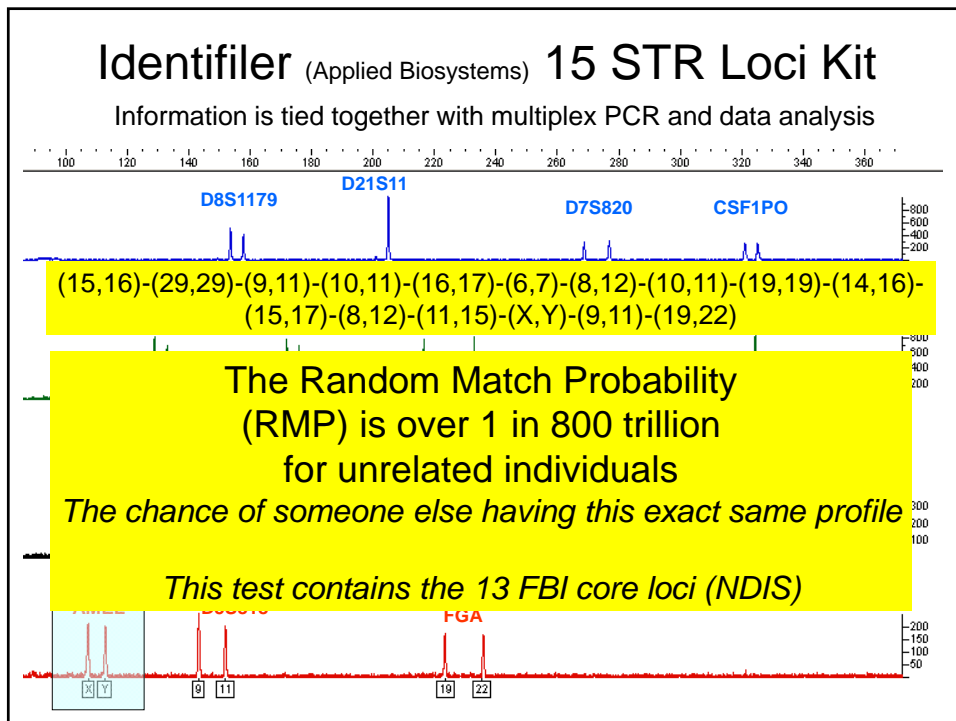 Identifiler (Applied Biosystems) 15 STR Loci Kit
Information is tied together with multiplex PCR and data analysis
100 120 140 160 180 200 220 240 260 280 300 320 340 360
D8S1179 D21S11 D7S820 CSF1PO
800
600
400
200
(15,16)-(29,29)-(9,11)-(10,11)-(16,17)-(6,7)-(8,12)-(10,11)-(19,19)-(14,16)-
(15,17)-(8,12)-(11,15)-(X,Y)-(9,11)-(19,22)
800
600
400
200
The Random Match Probability
(RMP) is over 1 in 800 trillion
for unrelated individuals
The chance of someone else having this exact same profile
300
200
100
This test contains the 13 FBI core loci (NDIS)
FGA
200
150
100
50
X Y 9 11 19 22